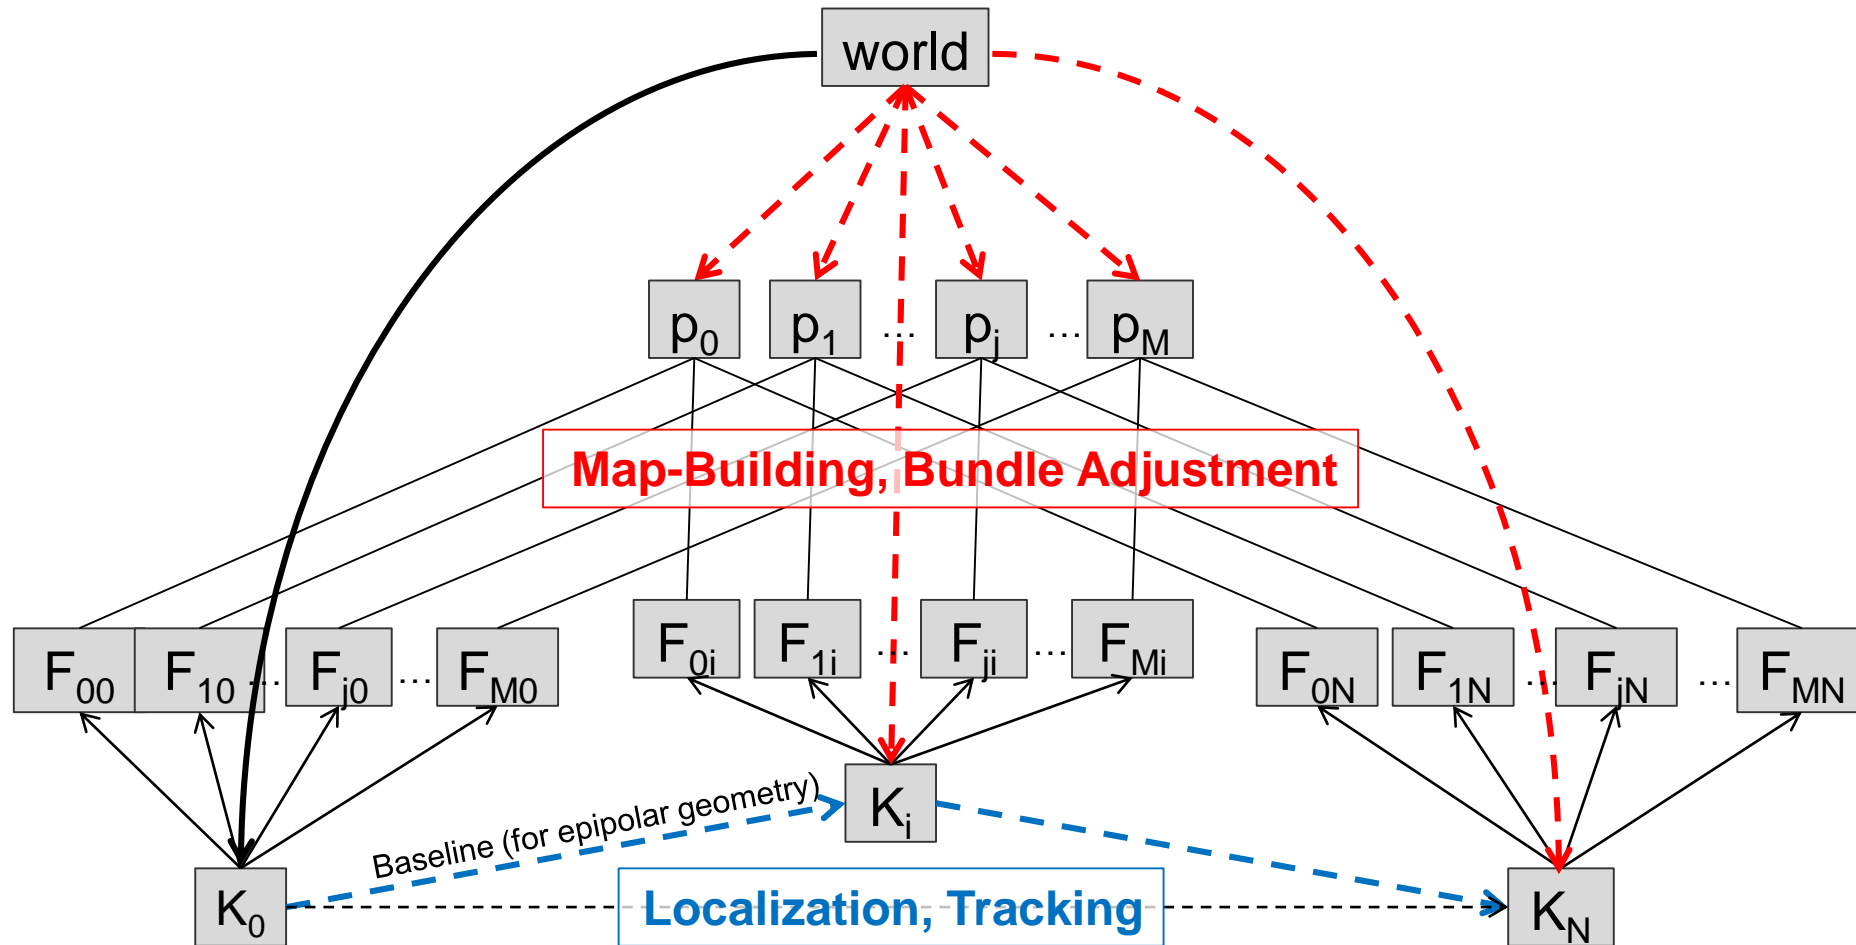 world
p0 p1 ... pj ... pM
Map-Building, Bundle Adjustment
F0i F1i ... Fji ... FMi
F00 F10 ... Fj0 ... FM0
F0N F1N ... FjN ... FMN
Baseline (for epipolar geometry)
Ki
K0
Localization, Tracking
KN